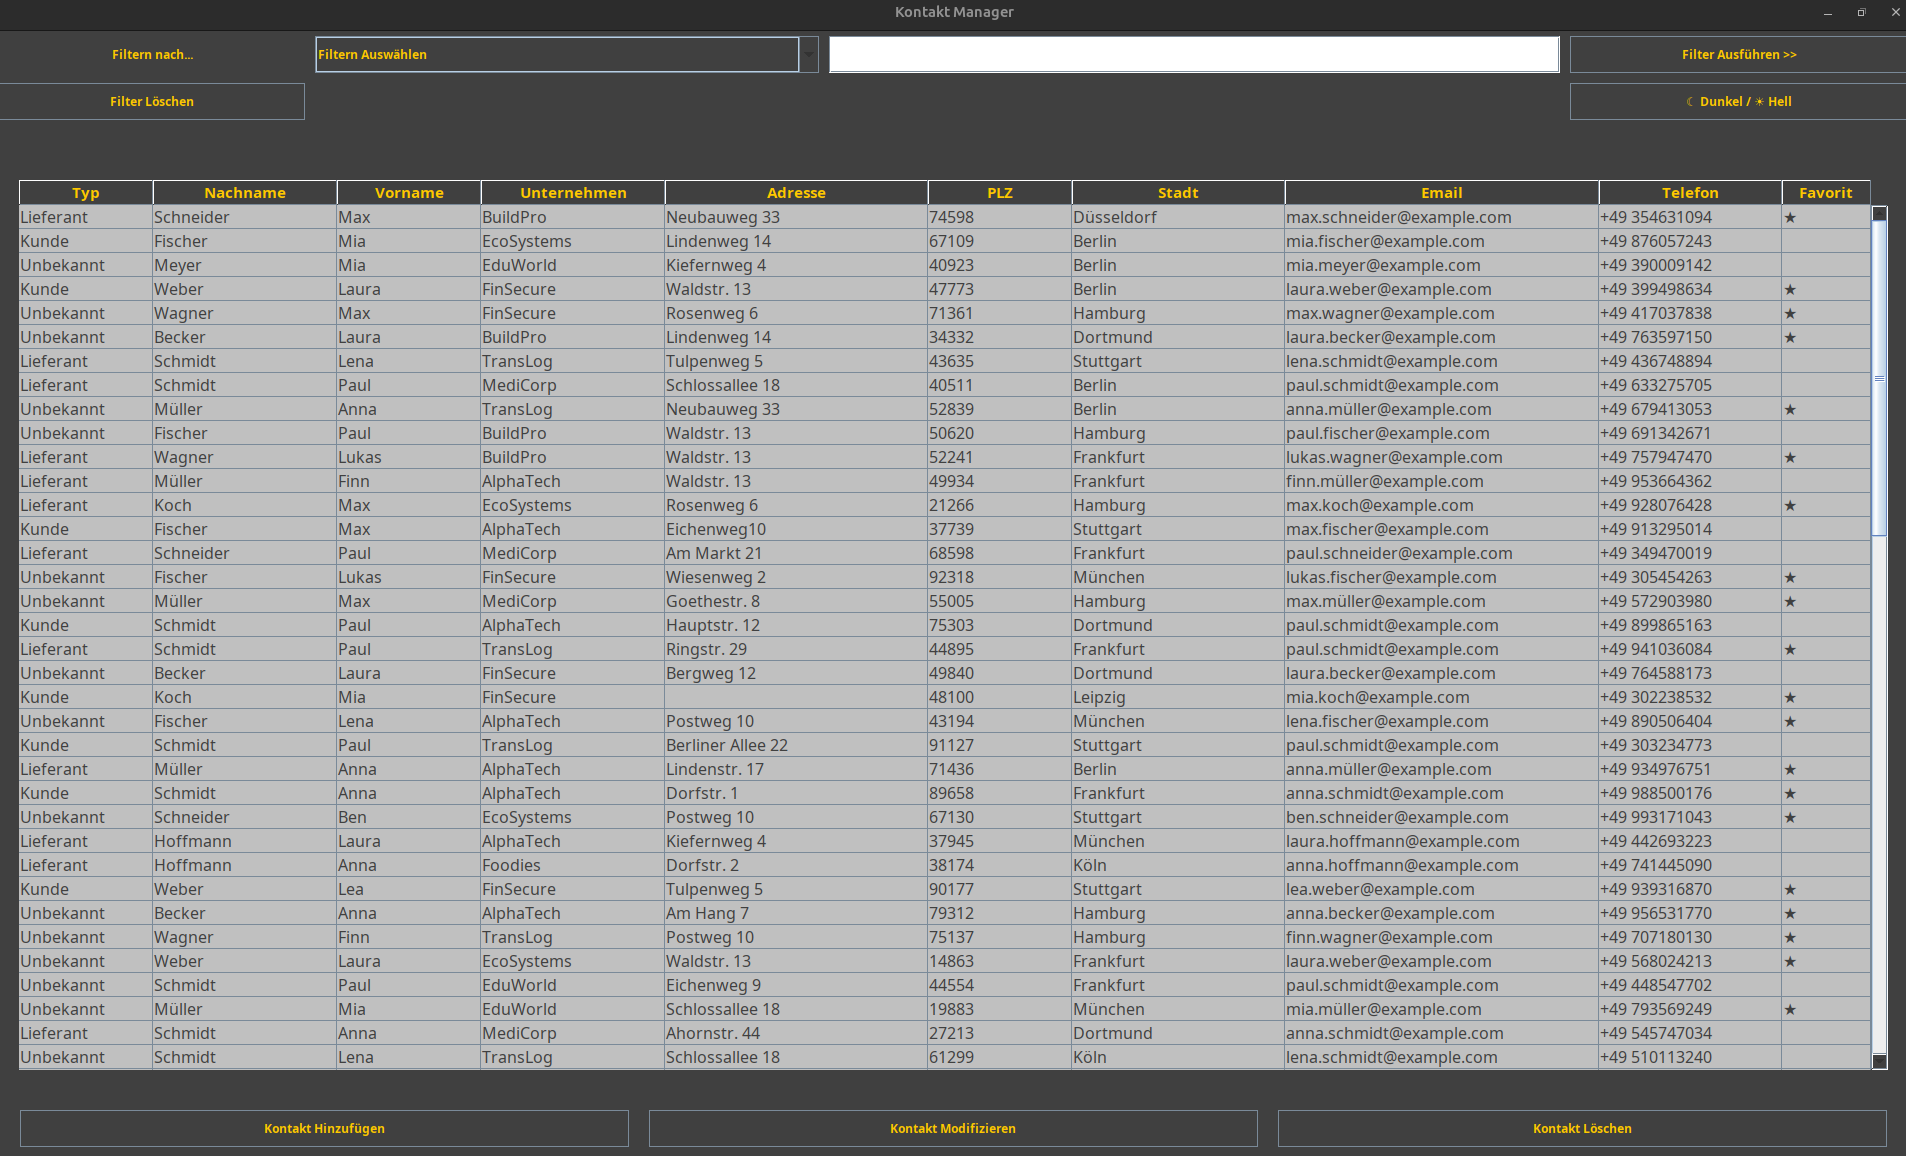 Kontakt Manager
Filtern nach... Filtern Auswählen Filter Ausführen >>
Filter Löschen ☾ Dunkel / ☀ Hell
Typ Nachname Vorname Unternehmen Adresse PLZ Stadt Email Telefon Favorit
Lieferant Schneider Max BuildPro Neubauweg 33 74598 Düsseldorf max.schneider@example.com +49 354631094 ★
Kunde Fischer Mia EcoSystems Lindenweg 14 67109 Berlin mia.fischer@example.com +49 876057243
Unbekannt Meyer Mia EduWorld Kiefernweg 4 40923 Berlin mia.meyer@example.com +49 390009142
Kunde Weber Laura FinSecure Waldstr. 13 47773 Berlin laura.weber@example.com +49 399498634 ★
Unbekannt Wagner Max FinSecure Rosenweg 6 71361 Hamburg max.wagner@example.com +49 417037838 ★
Unbekannt Becker Laura BuildPro Lindenweg 14 34332 Dortmund laura.becker@example.com +49 763597150 ★
Lieferant Schmidt Lena TransLog Tulpenweg 5 43635 Stuttgart lena.schmidt@example.com +49 436748894
Lieferant Schmidt Paul MediCorp Schlossallee 18 40511 Berlin paul.schmidt@example.com +49 633275705
Unbekannt Müller Anna TransLog Neubauweg 33 52839 Berlin anna.müller@example.com +49 679413053 ★
Unbekannt Fischer Paul BuildPro Waldstr. 13 50620 Hamburg paul.fischer@example.com +49 691342671
Lieferant Wagner Lukas BuildPro Waldstr. 13 52241 Frankfurt lukas.wagner@example.com +49 757947470 ★
Lieferant Müller Finn AlphaTech Waldstr. 13 49934 Frankfurt finn.müller@example.com +49 953664362
Lieferant Koch Max EcoSystems Rosenweg 6 21266 Hamburg max.koch@example.com +49 928076428 ★
Kunde Fischer Max AlphaTech Eichenweg10 37739 Stuttgart max.fischer@example.com +49 913295014
Lieferant Schneider Paul MediCorp Am Markt 21 68598 Frankfurt paul.schneider@example.com +49 349470019
Unbekannt Fischer Lukas FinSecure Wiesenweg 2 92318 München lukas.fischer@example.com +49 305454263 ★
Unbekannt Müller Max MediCorp Goethestr. 8 55005 Hamburg max.müller@example.com +49 572903980 ★
Kunde Schmidt Paul AlphaTech Hauptstr. 12 75303 Dortmund paul.schmidt@example.com +49 899865163
Lieferant Schmidt Paul TransLog Ringstr. 29 44895 Frankfurt paul.schmidt@example.com +49 941036084 ★
Unbekannt Becker Laura FinSecure Bergweg 12 49840 Dortmund laura.becker@example.com +49 764588173
Kunde Koch Mia FinSecure 48100 Leipzig mia.koch@example.com +49 302238532 ★
Unbekannt Fischer Lena AlphaTech Postweg 10 43194 München lena.fischer@example.com +49 890506404 ★
Kunde Schmidt Paul TransLog Berliner Allee 22 91127 Stuttgart paul.schmidt@example.com +49 303234773
Lieferant Müller Anna AlphaTech Lindenstr. 17 71436 Berlin anna.müller@example.com +49 934976751 ★
Kunde Schmidt Anna AlphaTech Dorfstr. 1 89658 Frankfurt anna.schmidt@example.com +49 988500176 ★
Unbekannt Schneider Ben EcoSystems Postweg 10 67130 Stuttgart ben.schneider@example.com +49 993171043 ★
Lieferant Hoffmann Laura AlphaTech Kiefernweg 4 37945 München laura.hoffmann@example.com +49 442693223
Lieferant Hoffmann Anna Foodies Dorfstr. 2 38174 Köln anna.hoffmann@example.com +49 741445090
Kunde Weber Lea FinSecure Tulpenweg 5 90177 Stuttgart lea.weber@example.com +49 939316870 ★
Unbekannt Becker Anna AlphaTech Am Hang 7 79312 Hamburg anna.becker@example.com +49 956531770 ★
Unbekannt Wagner Finn TransLog Postweg 10 75137 Hamburg finn.wagner@example.com +49 707180130 ★
Unbekannt Weber Laura EcoSystems Waldstr. 13 14863 Frankfurt laura.weber@example.com +49 568024213 ★
Unbekannt Schmidt Paul EduWorld Eichenweg 9 44554 Frankfurt paul.schmidt@example.com +49 448547702
Unbekannt Müller Mia EduWorld Schlossallee 18 19883 München mia.müller@example.com +49 793569249 ★
Lieferant Schmidt Anna MediCorp Ahornstr. 44 27213 Dortmund anna.schmidt@example.com +49 545747034
Unbekannt Schmidt Lena TransLog Schlossallee 18 61299 Köln lena.schmidt@example.com +49 510113240
Kontakt Hinzufügen Kontakt Modifizieren Kontakt Löschen